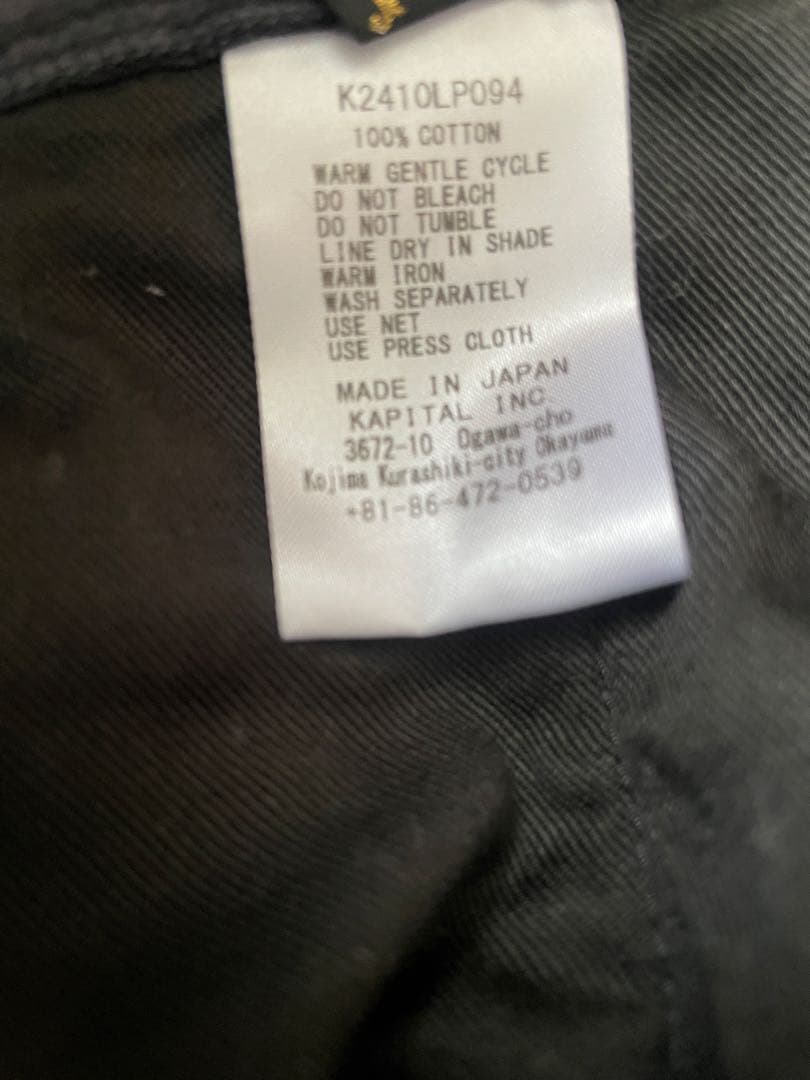 K2410LP094
100% COTTON
WARM GENTLE CYCLE
DO NOT BLEACH
DO NOT TUMBLE
LINE DRY IN SHADE
WARM IRON
WASH SEPARATELY
USE NET
USE PRESS CLOTH
MADE IN JAPAN
KAPITAL INC.
3672-10 Ogawa-cho
Kojima Kurashiki-city Okayama
+81-86-472-0539